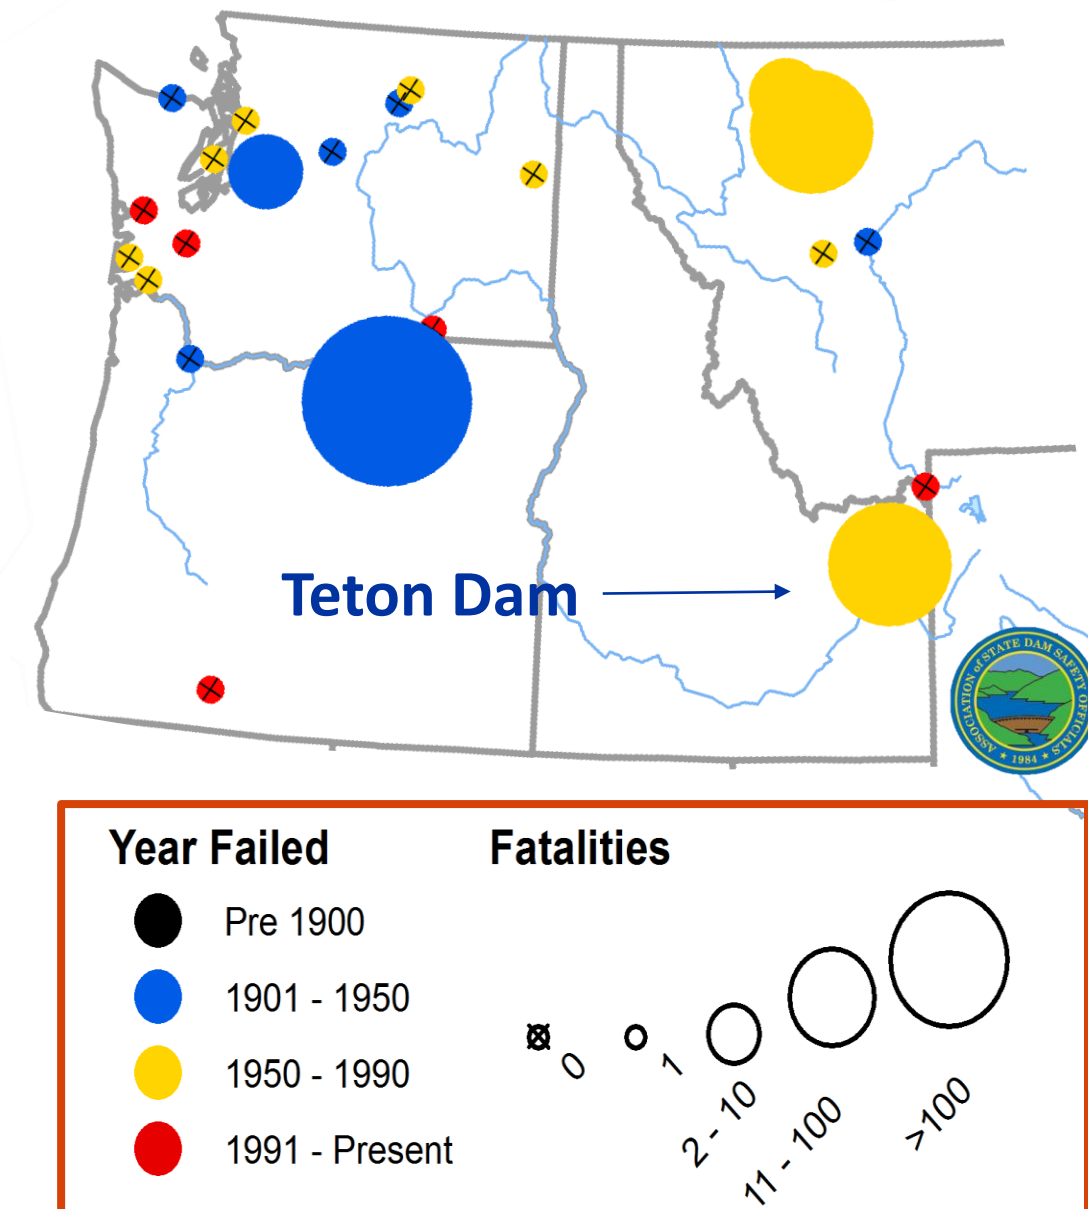 Teton Dam
ASSOCIATION of STATE DAM SAFETY OFFICIALS
★ 1984 ★
Year Failed
Fatalities
Pre 1900
1901 - 1950
1950 - 1990
1991 - Present
0
1
2 - 10
11 - 100
>100